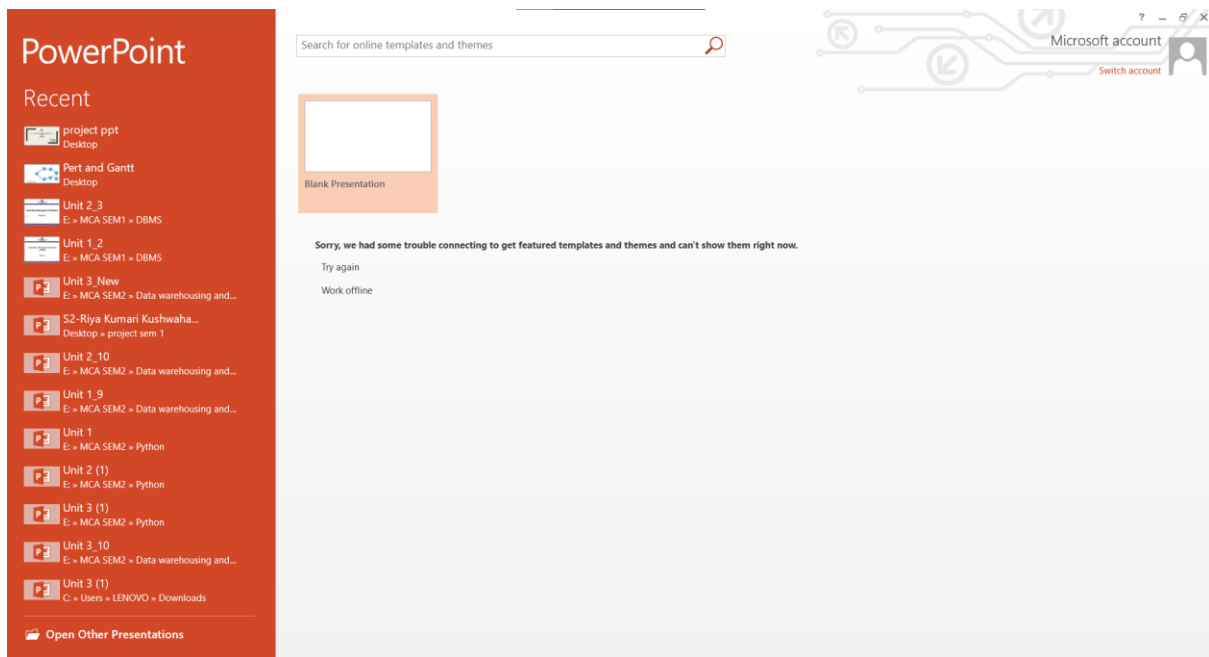 PowerPoint
Recent
project ppt
Desktop
Pert and Gantt
Desktop
Unit 2_3
E: » MCA SEM1 » DBMS
Unit 1_2
E: » MCA SEM1 » DBMS
Unit 3_New
E: » MCA SEM2 » Data warehousing and...
S2-Riya Kumari Kushwaha...
Desktop » project sem 1
Unit 2_10
E: » MCA SEM2 » Data warehousing and...
Unit 1_9
E: » MCA SEM2 » Data warehousing and...
Unit 1
E: » MCA SEM2 » Python
Unit 2 (1)
E: » MCA SEM2 » Python
Unit 3 (1)
E: » MCA SEM2 » Python
Unit 3_10
E: » MCA SEM2 » Data warehousing and...
Unit 3 (1)
C: » Users » LENOVO » Downloads
Open Other Presentations
Search for online templates and themes
Microsoft account
Switch account
Blank Presentation
Sorry, we had some trouble connecting to get featured templates and themes and can't show them right now.
Try again
Work offline